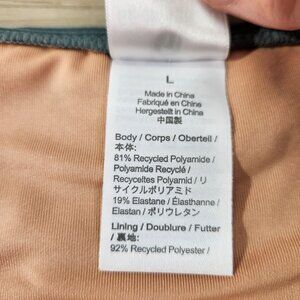 L
Made in China
Fabriqué en China
Hergestellt in China
中国製
Body / Corps / Oberteil /
本体:
81% Recycled Polyamide /
Polyamide Recyclé /
Recyceltes Polyamid / リ
サイクルポリアミド
19% Elastane / Élasthanne /
Elastan / ポリウレタン
Lining / Doublure / Futter
/ 裏地:
92% Recycled Polyester /